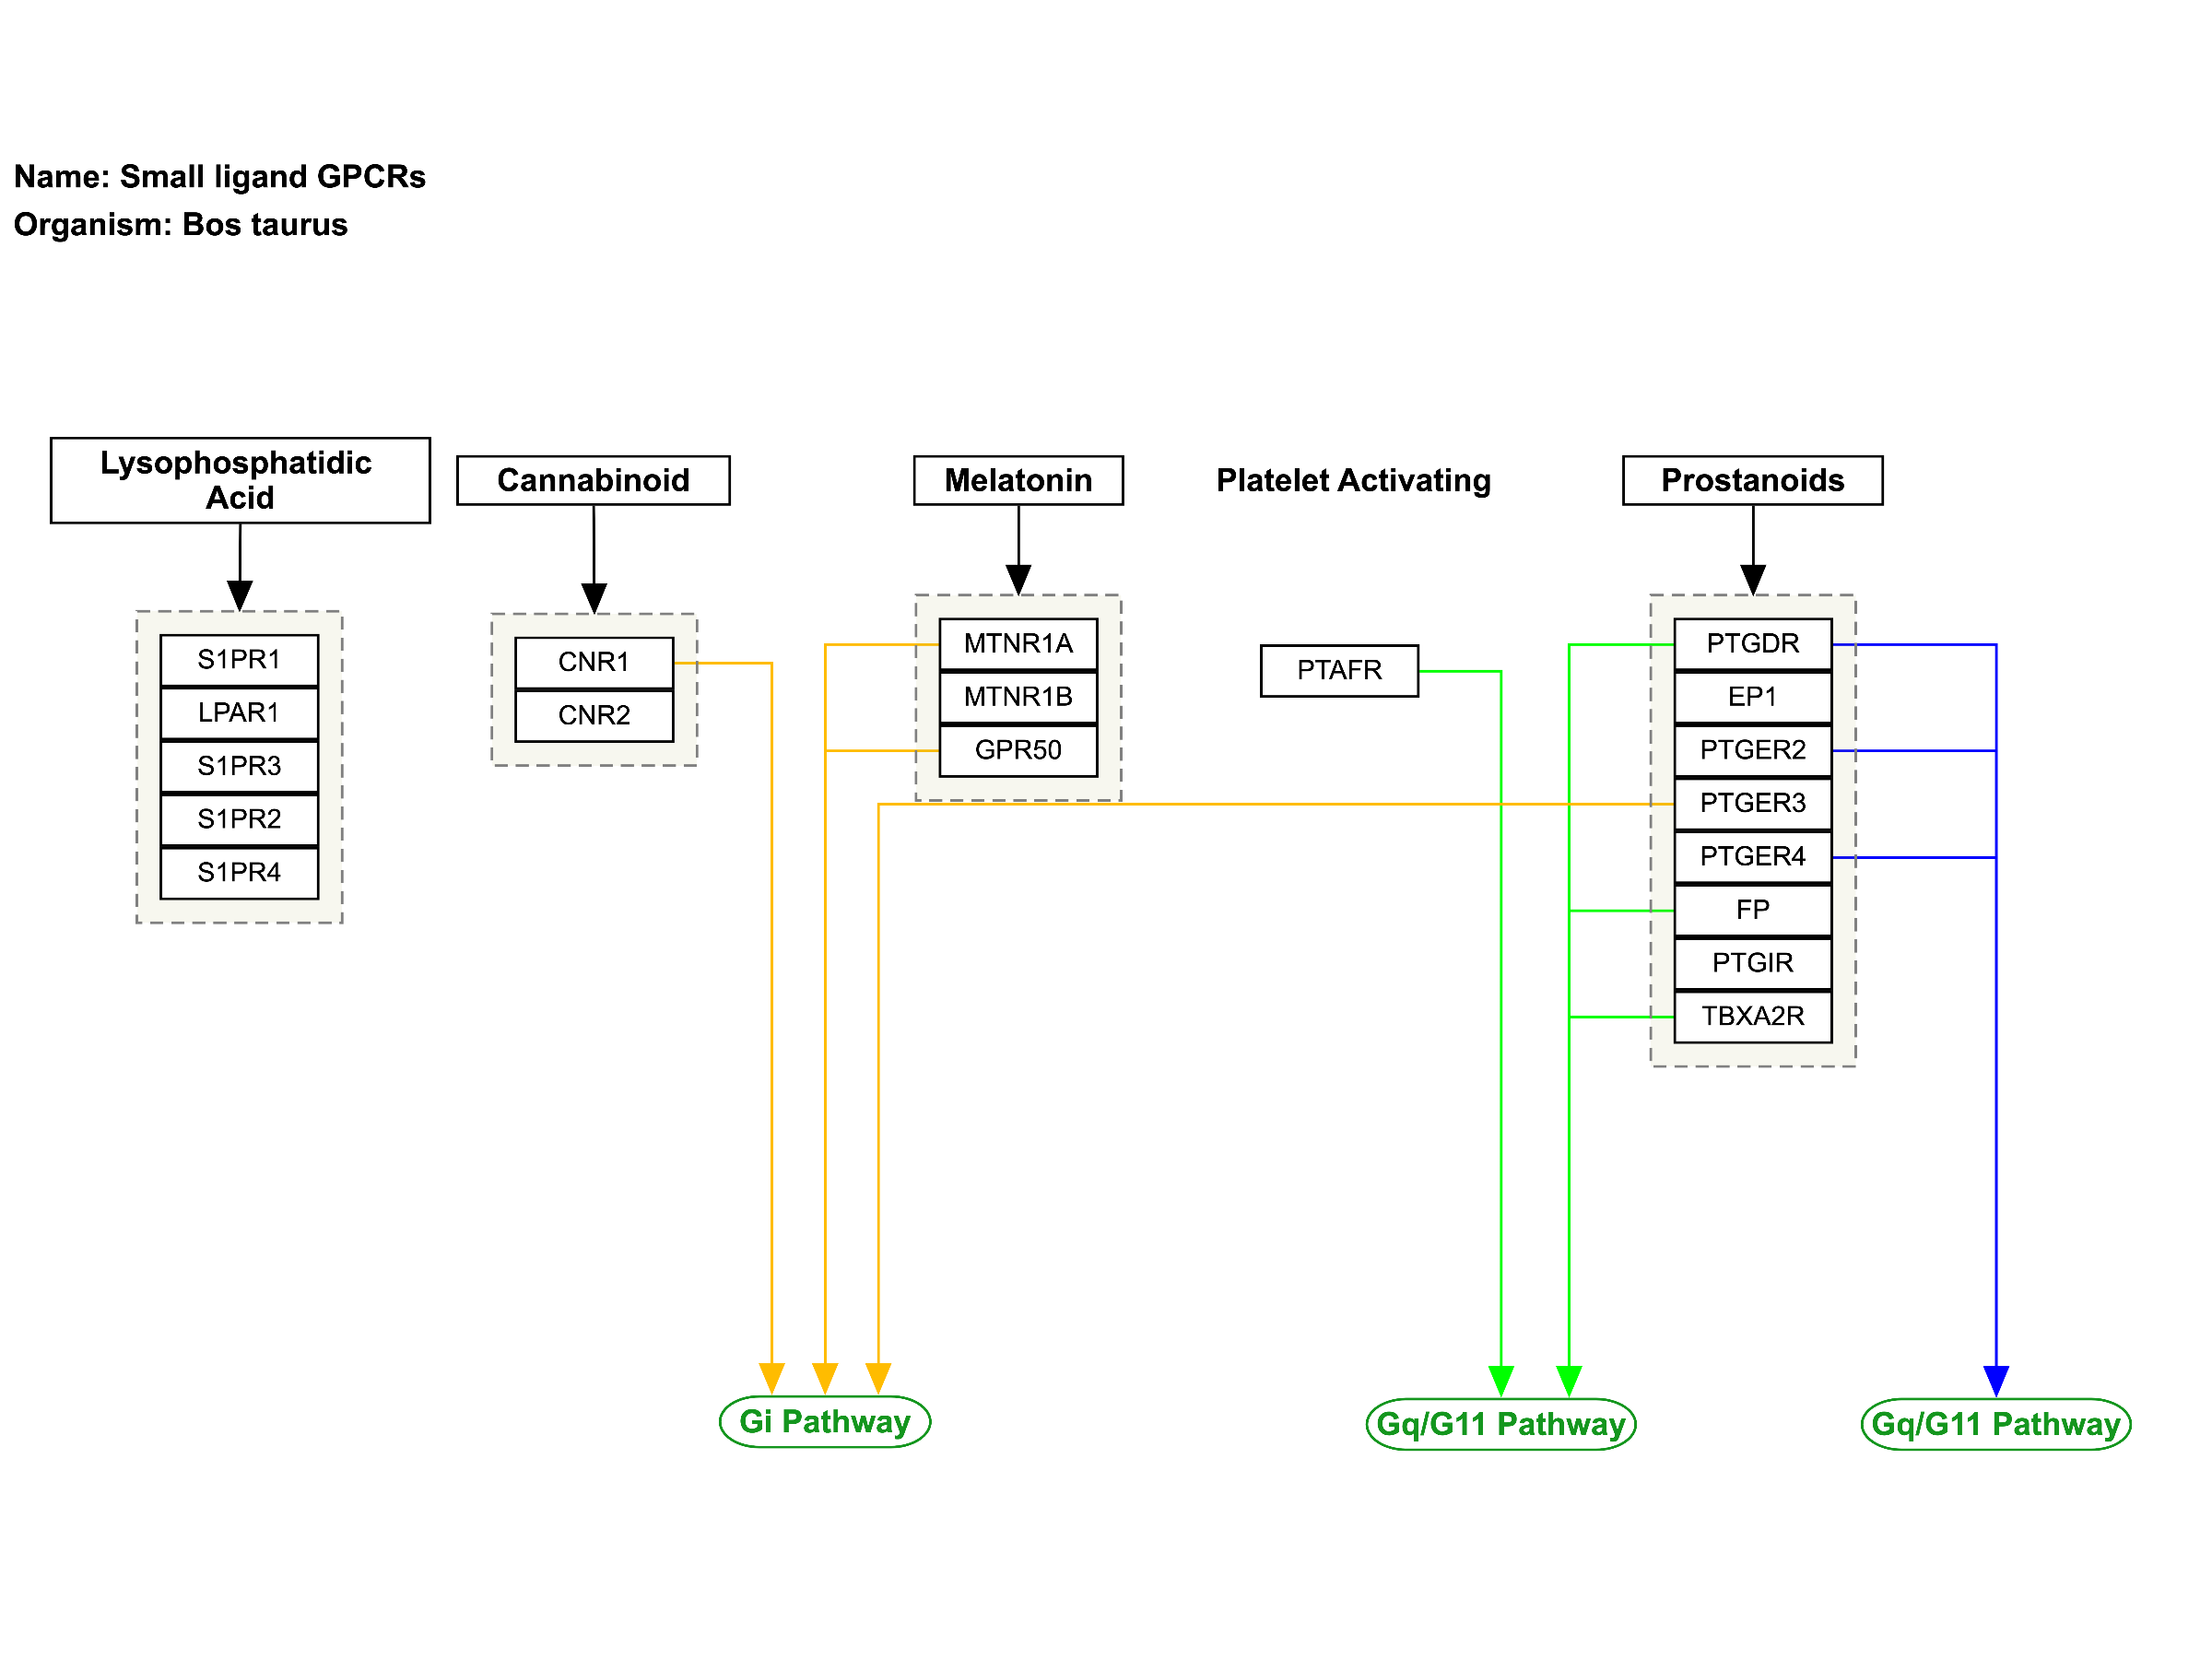 Name: Small ligand GPCRs
Organism: Bos taurus
Lysophosphatidic
Acid
Cannabinoid
Melatonin
Platelet Activating
Prostanoids
S1PR1
LPAR1
S1PR3
S1PR2
S1PR4
CNR1
CNR2
MTNR1A
MTNR1B
GPR50
PTAFR
PTGDR
EP1
PTGER2
PTGER3
PTGER4
FP
PTGIR
TBXA2R
Gi Pathway
Gq/G11 Pathway
Gq/G11 Pathway